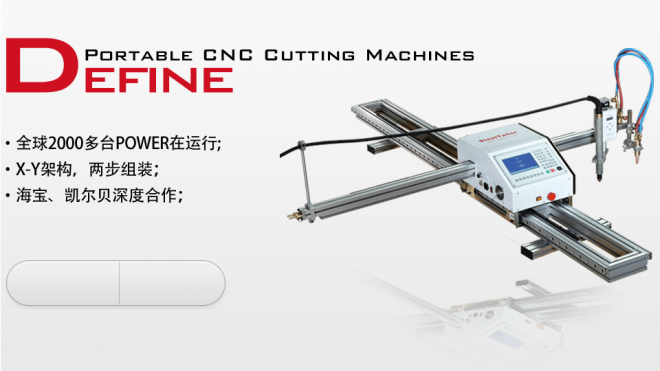 PORTABLE CNC CUTTING MACHINES
DEFINE
• 全球2000多台POWER在运行;
• X-Y架构，两步组装；
• 海宝、凯尔贝深度合作；
SteelTailor